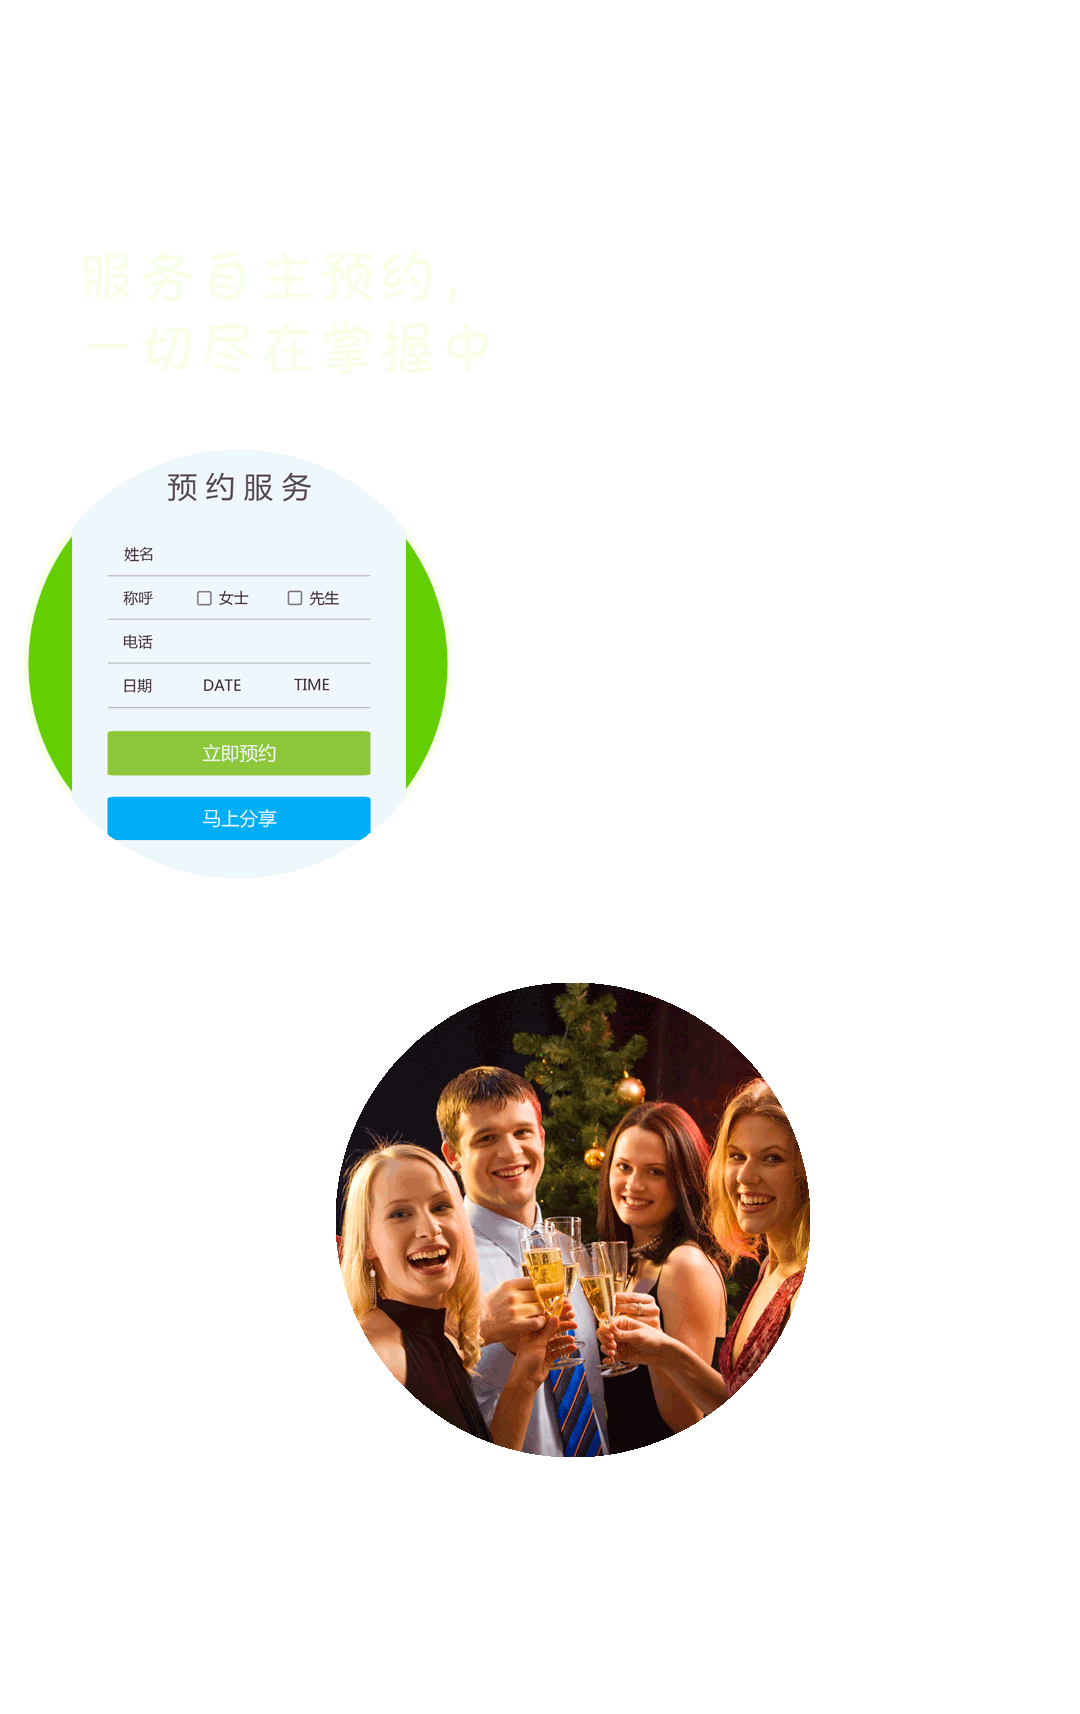 服务自主预约，
一切尽在掌握中
预约服务
姓名
称呼 女士 先生
电话
日期 DATE TIME
立即预约
马上分享